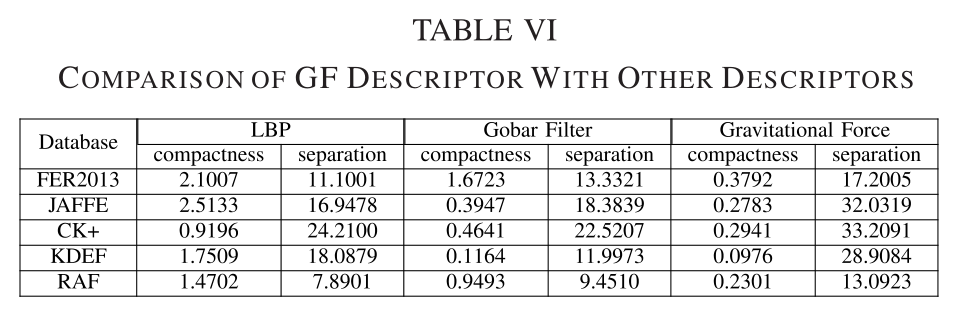 TABLE VI
COMPARISON OF GF DESCRIPTOR WITH OTHER DESCRIPTORS
Database LBP Gobar Filter Gravitational Force
compactness separation compactness separation compactness separation
FER2013 2.1007 11.1001 1.6723 13.3321 0.3792 17.2005
JAFFE 2.5133 16.9478 0.3947 18.3839 0.2783 32.0319
CK+ 0.9196 24.2100 0.4641 22.5207 0.2941 33.2091
KDEF 1.7509 18.0879 0.1164 11.9973 0.0976 28.9084
RAF 1.4702 7.8901 0.9493 9.4510 0.2301 13.0923